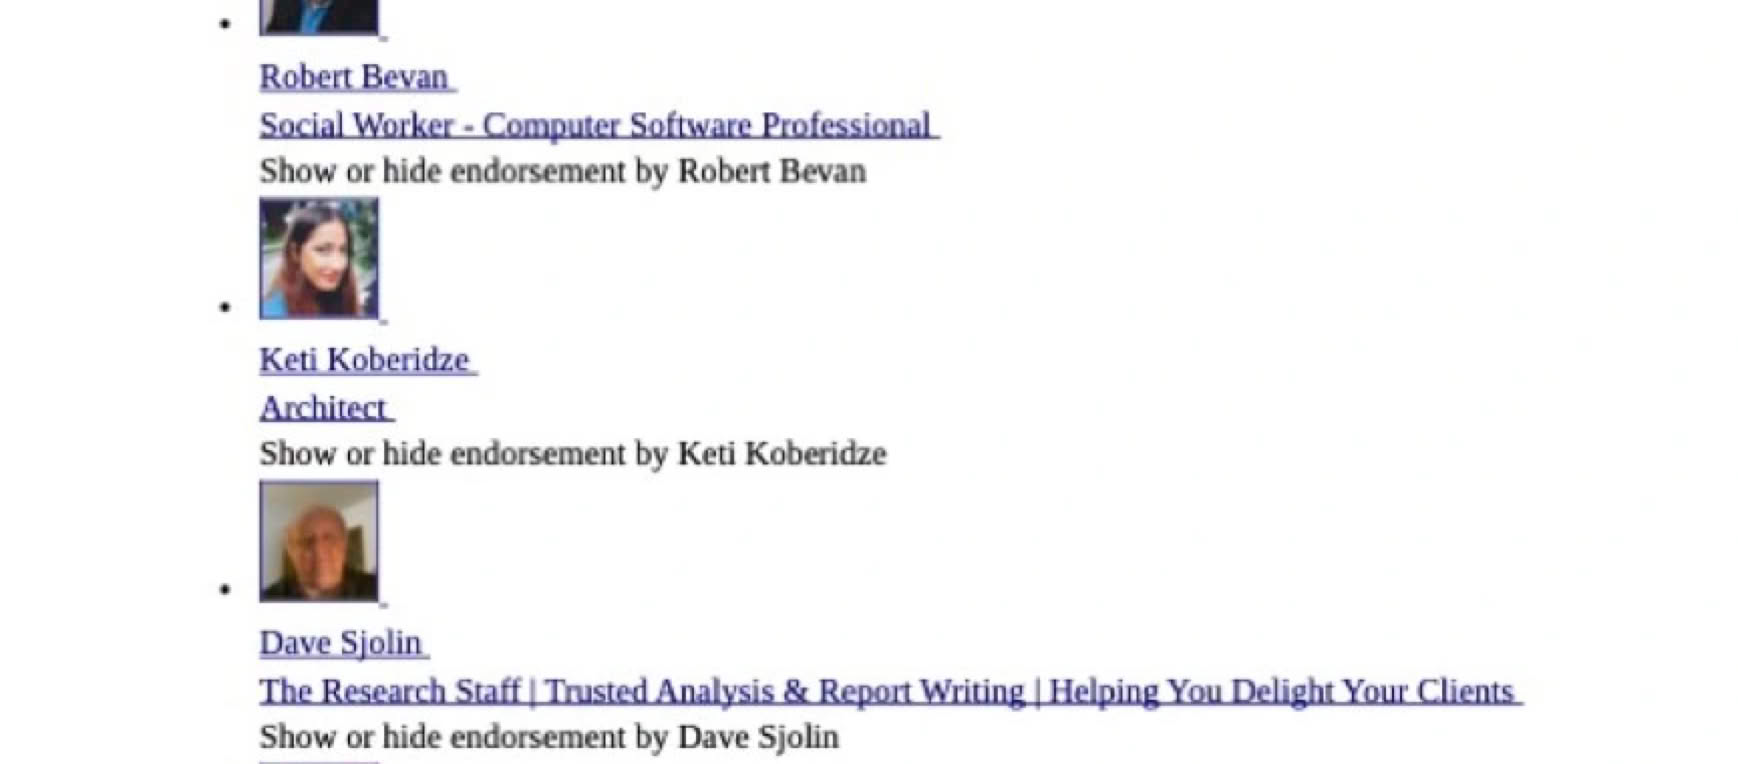 Robert Bevan
Social Worker - Computer Software Professional
Show or hide endorsement by Robert Bevan
Keti Koberidze
Architect
Show or hide endorsement by Keti Koberidze
Dave Sjolin
The Research Staff | Trusted Analysis & Report Writing | Helping You Delight Your Clients
Show or hide endorsement by Dave Sjolin